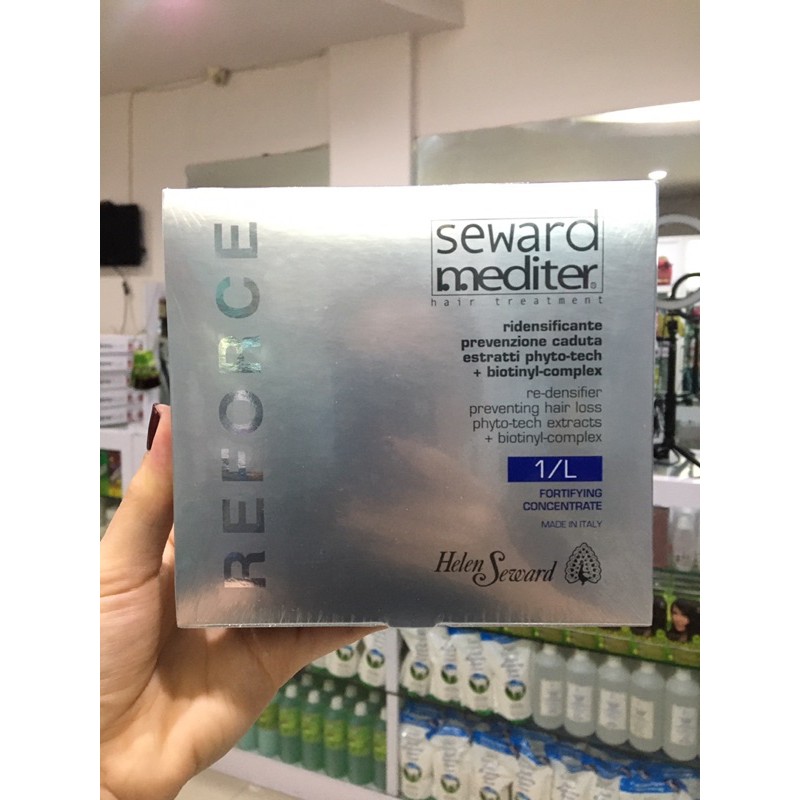 REFORCE
seward
mediter
hair treatment
ridensificante
prevenzione caduta
estratti phyto-tech
+ biotinyl-complex
re-densifier
preventing hair loss
phyto-tech extracts
+ biotinyl-complex
1/L
FORTIFYING
CONCENTRATE
MADE IN ITALY
Helen Seward